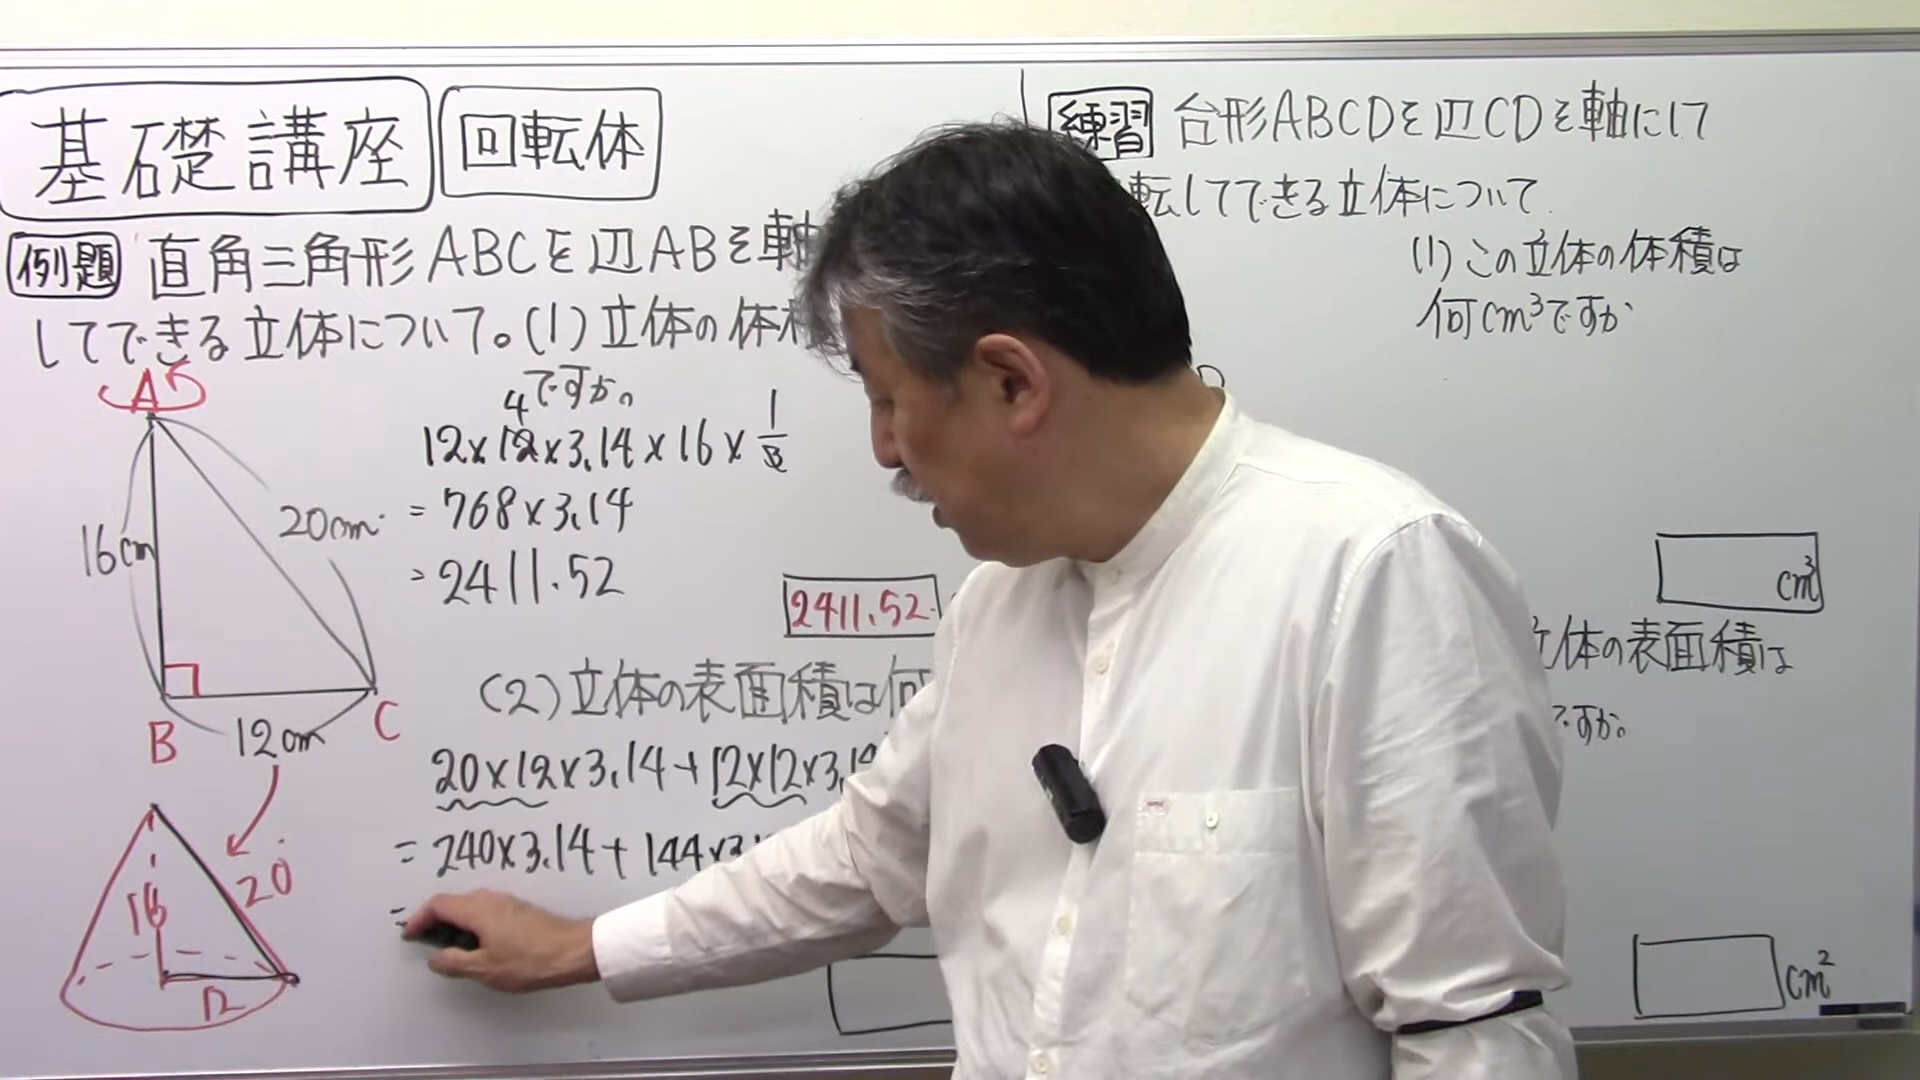 基礎講座 回転体
例題 直角三角形ABCを辺ABを軸
してできる立体について。(1)立体の体積
ですか。
A
16cm
20cm
B
12cm
C
4
12×12×3.14×16×1/3
=768×3.14
=2411.52
2411.52
(2)立体の表面積は何
20×12×3.14+12×12×3.14
=240×3.14+144×3.1
=
16
20
12
練習 台形ABCDを辺CDを軸にして
転してできる立体について
(1)この立体の体積は
何cm³ですか
cm³
立体の表面積は
ですか。
cm²